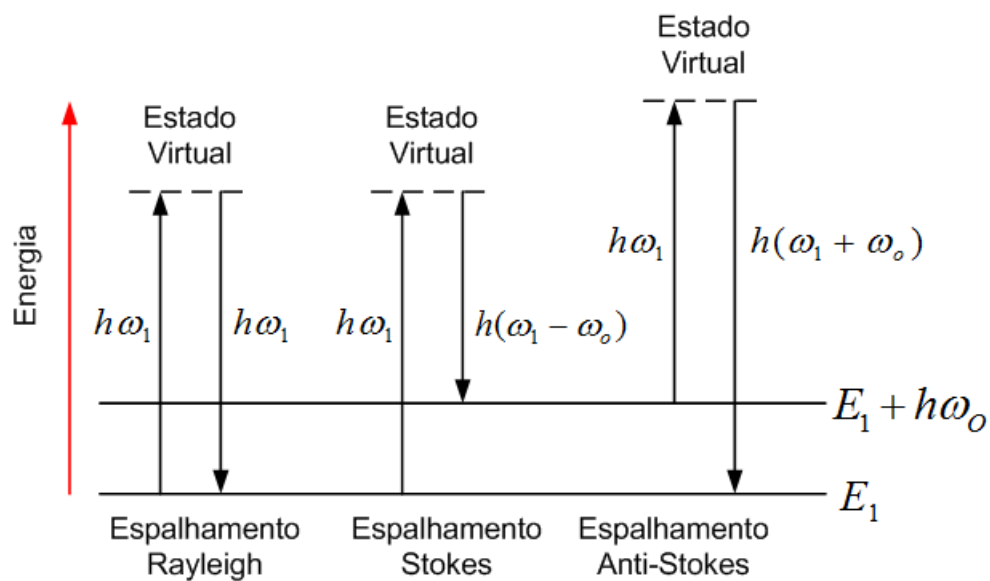 Estado
Virtual
Estado
Virtual
Estado
Virtual
Energia
hω₁
hω₁
hω₁
h(ω₁ − ωₒ)
hω₁
h(ω₁ + ωₒ)
E₁ + hω_O
E₁
Espalhamento
Rayleigh
Espalhamento
Stokes
Espalhamento
Anti-Stokes